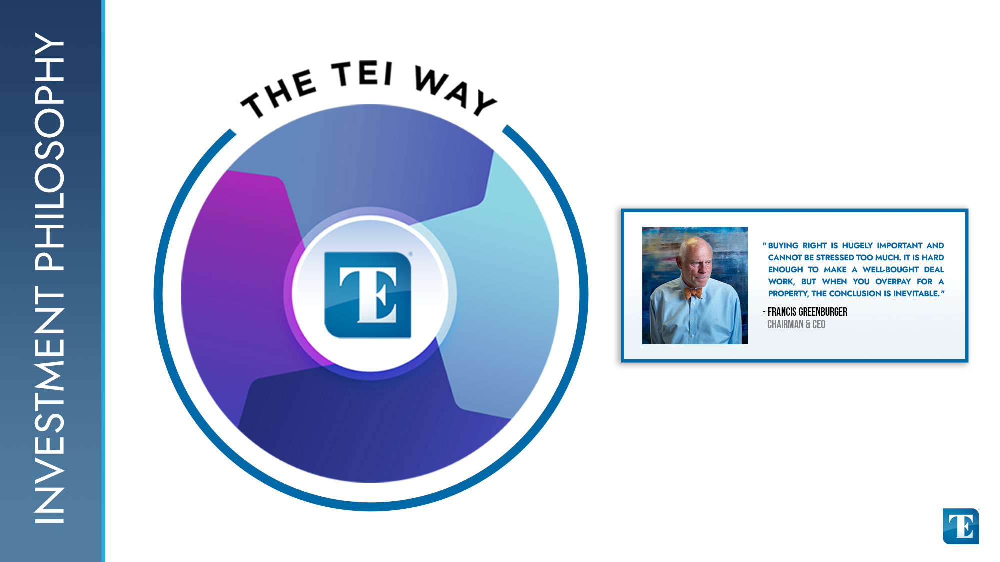 INVESTMENT PHILOSOPHY
THE TEI WAY
TE
®
"BUYING RIGHT IS HUGELY IMPORTANT AND
CANNOT BE STRESSED TOO MUCH. IT IS HARD
ENOUGH TO MAKE A WELL-BOUGHT DEAL
WORK, BUT WHEN YOU OVERPAY FOR A
PROPERTY, THE CONCLUSION IS INEVITABLE."
- FRANCIS GREENBURGER
CHAIRMAN & CEO
TE